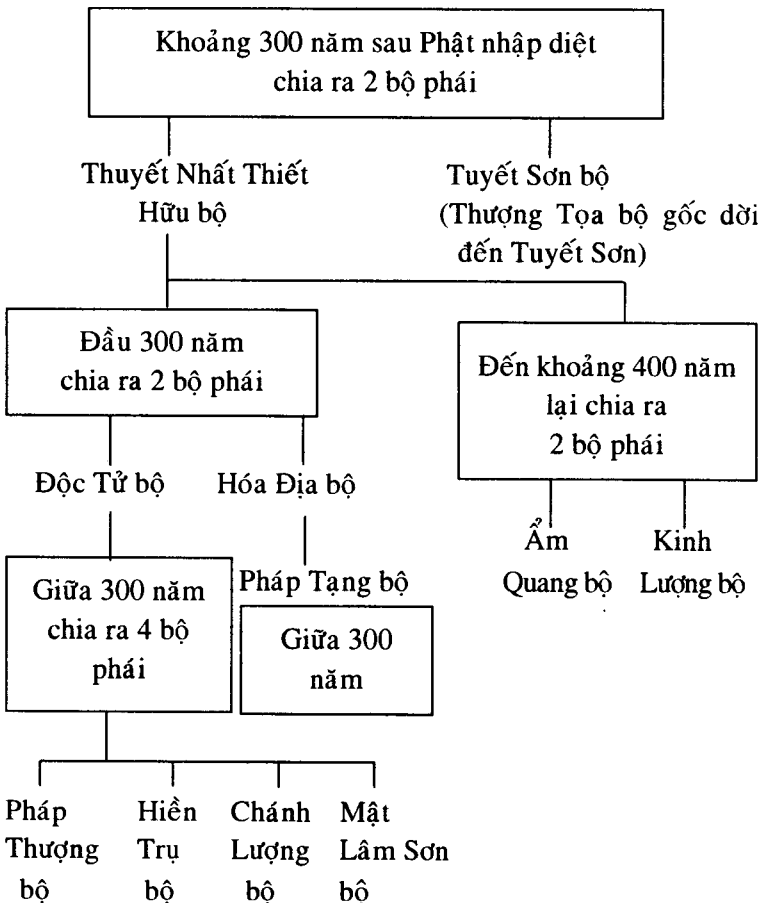 Khoảng 300 năm sau Phật nhập diệt
chia ra 2 bộ phái
Thuyết Nhất Thiết
Hữu bộ
Tuyết Sơn bộ
(Thượng Tọa bộ gốc dời
đến Tuyết Sơn)
Đầu 300 năm
chia ra 2 bộ phái
Đến khoảng 400 năm
lại chia ra
2 bộ phái
Độc Tử bộ
Hóa Địa bộ
Ẩm
Quang bộ
Kinh
Lượng bộ
Giữa 300 năm
chia ra 4 bộ
phái
Pháp Tạng bộ
Giữa 300
năm
Pháp
Thượng
bộ
Hiền
Trụ
bộ
Chánh
Lượng
bộ
Mật
Lâm Sơn
bộ